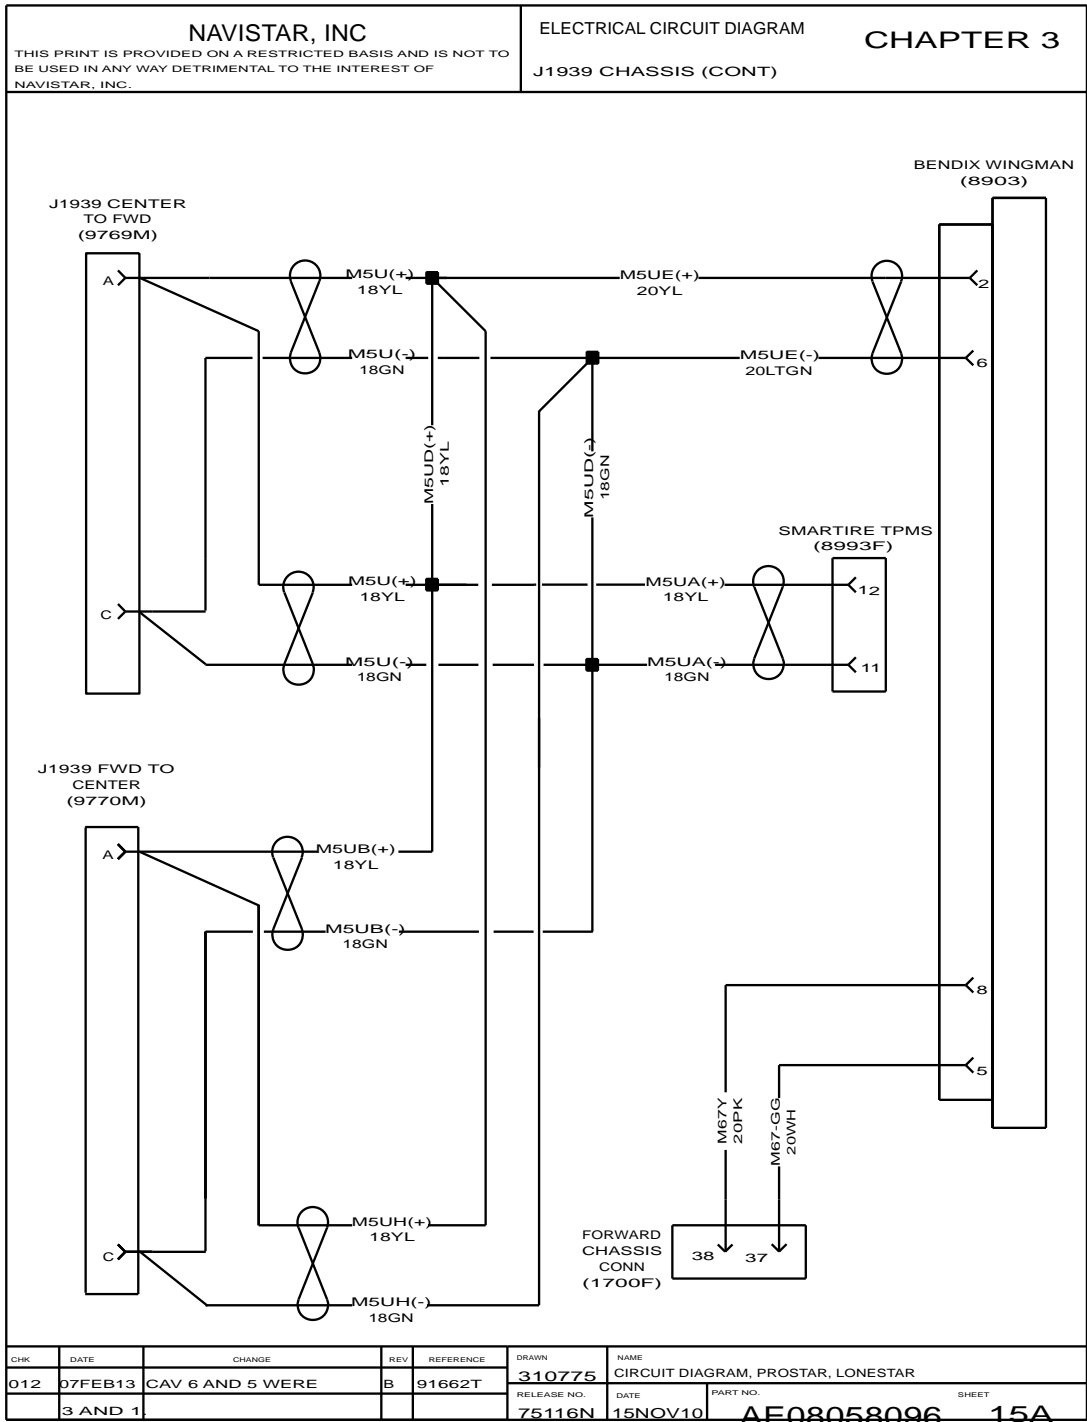 NAVISTAR, INC
THIS PRINT IS PROVIDED ON A RESTRICTED BASIS AND IS NOT TO
BE USED IN ANY WAY DETRIMENTAL TO THE INTEREST OF
NAVISTAR, INC.
ELECTRICAL CIRCUIT DIAGRAM
J1939 CHASSIS (CONT)
CHAPTER 3
BENDIX WINGMAN
(8903)
J1939 CENTER
TO FWD
(9769M)
A
M5U(+)
18YL
M5UE(+)
20YL
2
M5U(-)
18GN
M5UE(-)
20LTGN
6
M5UD(+)
18YL
M5UD(-)
18GN
SMARTIRE TPMS
(8993F)
M5U(+)
18YL
M5UA(+)
18YL
12
C
M5U(-)
18GN
M5UA(-)
18GN
11
J1939 FWD TO
CENTER
(9770M)
A
M5UB(+)
18YL
M5UB(-)
18GN
8
5
M67Y
20PK
M67-GG
20WH
C
M5UH(+)
18YL
M5UH(-)
18GN
FORWARD
CHASSIS
CONN
(1700F)
38
37
CHK DATE CHANGE REV REFERENCE
012 07FEB13 CAV 6 AND 5 WERE B 91662T
3 AND 1.
DRAWN
310775
NAME
CIRCUIT DIAGRAM, PROSTAR, LONESTAR
RELEASE NO.
75116N
DATE
15NOV10
PART NO.
AE08058096
SHEET
15A